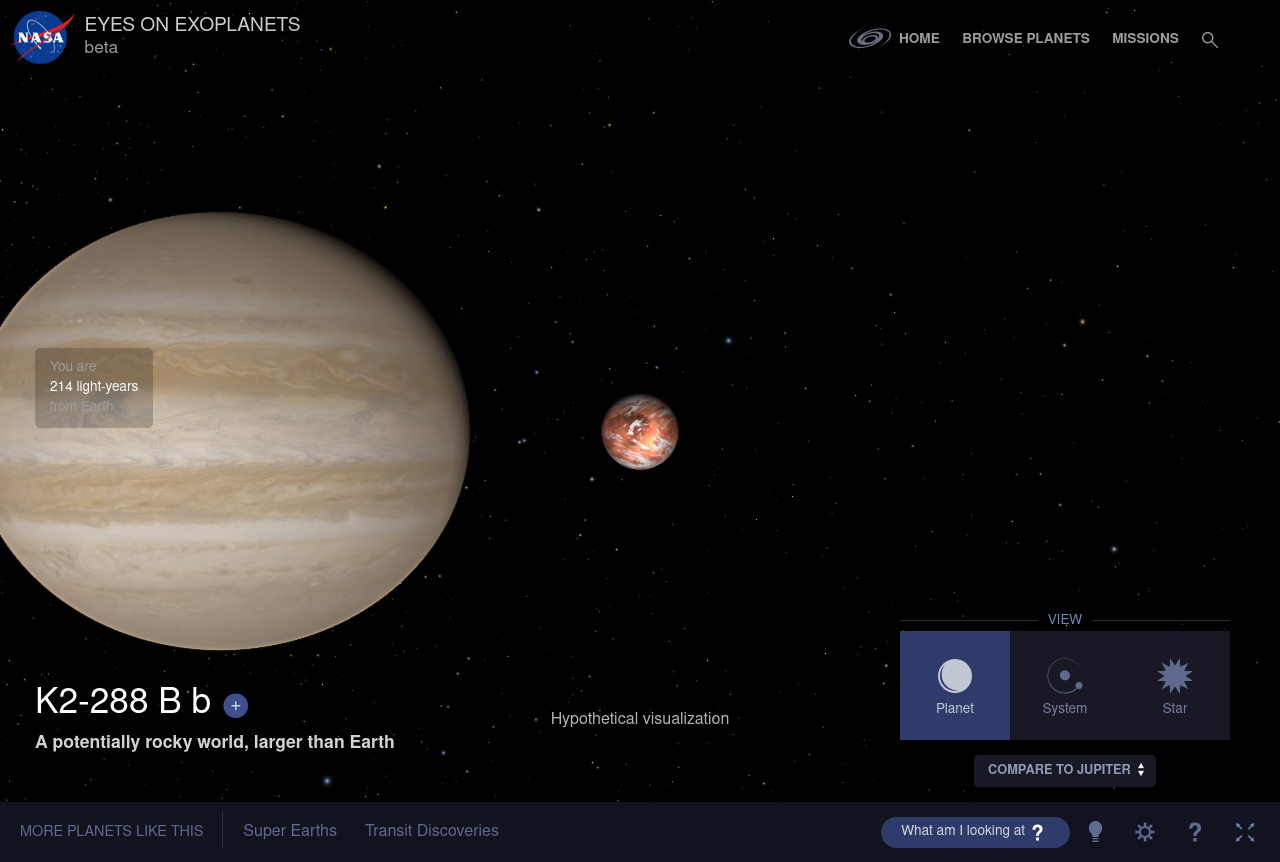 NASA
EYES ON EXOPLANETS
beta
HOME
BROWSE PLANETS
MISSIONS
You are
214 light-years
from Earth
VIEW
Planet
System
Star
K2-288 B b +
A potentially rocky world, larger than Earth
Hypothetical visualization
COMPARE TO JUPITER
MORE PLANETS LIKE THIS
Super Earths
Transit Discoveries
What am I looking at ?
?